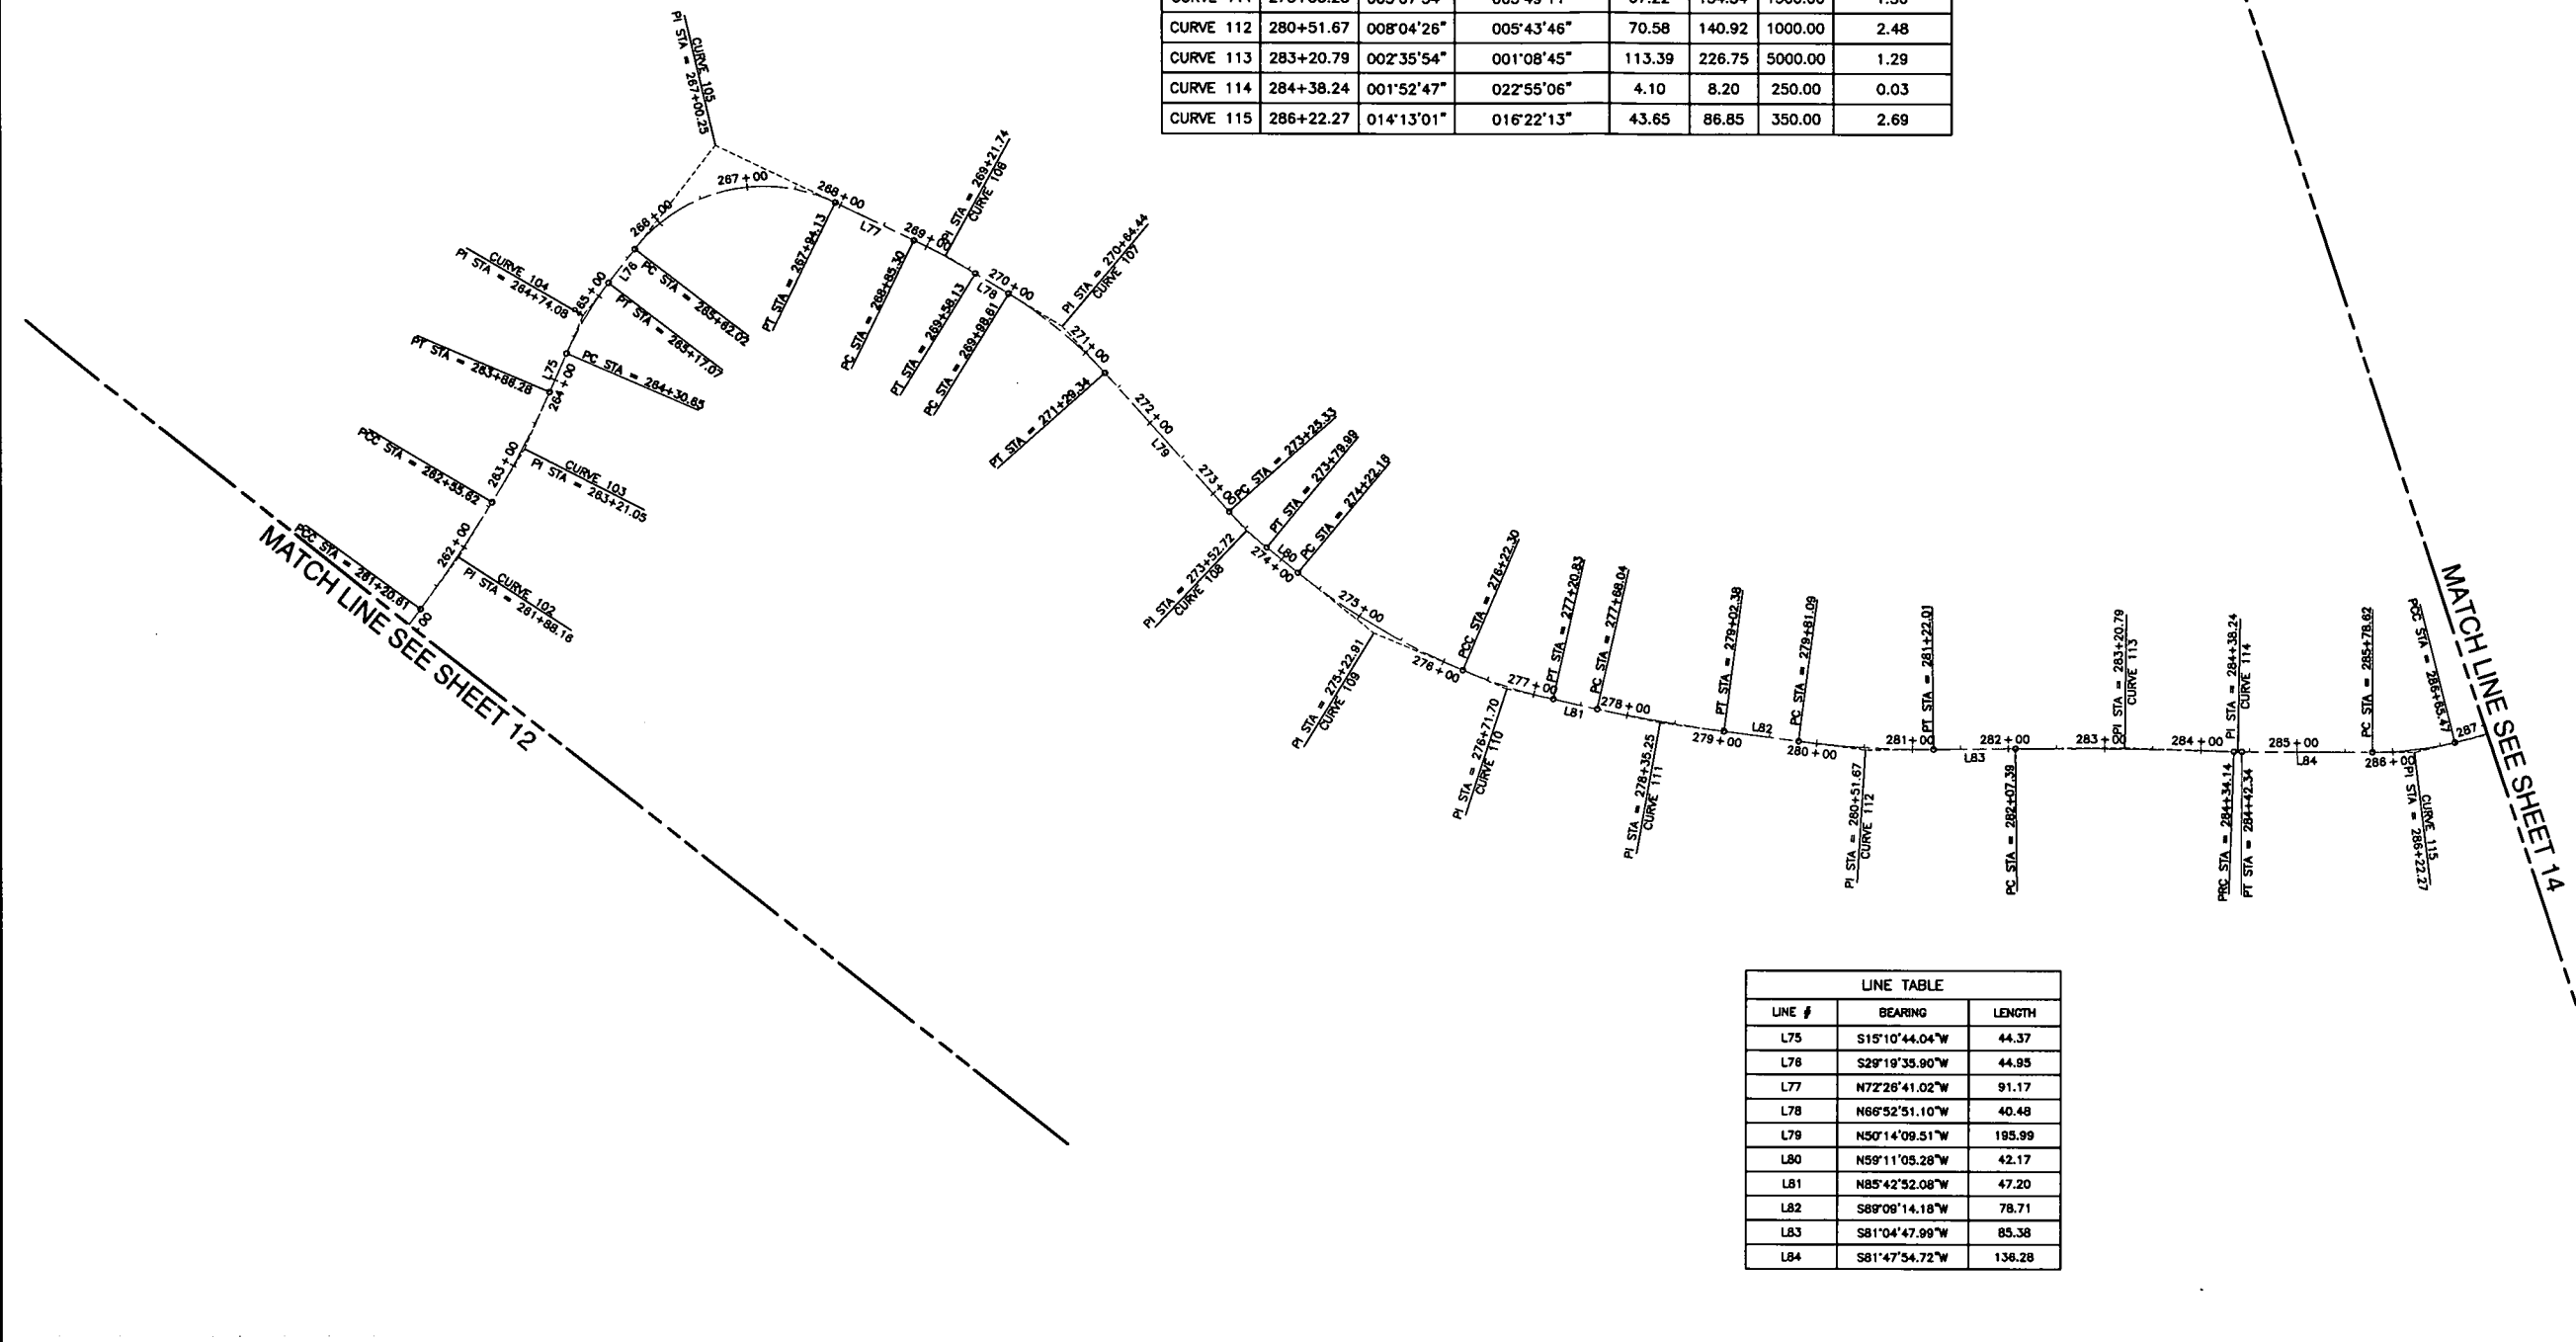 CURVE 112 280+51.67 008°04'26" 005°43'46" 70.58 140.92 1000.00 2.48
CURVE 113 283+20.79 002°35'54" 001°08'45" 113.39 226.75 5000.00 1.29
CURVE 114 284+38.24 001°52'47" 022°55'06" 4.10 8.20 250.00 0.03
CURVE 115 286+22.27 014°13'01" 016°22'13" 43.65 86.85 350.00 2.69
CURVE 105
PI STA = 267+00.25
267+00
268+00
266+00
L77
269+00
PI STA = 269+21.74
CURVE 106
CURVE 104
PI STA = 264+74.08
265+00
L76
PC STA = 265+62.02
PT STA = 265+17.07
PT STA = 267+94.13
PC STA = 268+85.30
PT STA = 269+58.13
L78
270+00
PC STA = 269+98.61
PI STA = 270+64.44
CURVE 107
271+00
PT STA = 263+86.28
L75
264+00
PC STA = 264+30.65
PT STA = 271+29.34
272+00
L79
PCC STA = 262+55.62
263+00
CURVE 103
PI STA = 263+21.05
273+00
PC STA = 273+25.33
PT STA = 273+79.99
PC STA = 274+22.16
PCC STA = 261+20.61
262+00
CURVE 102
PI STA = 261+88.16
MATCH LINE SEE SHEET 12
PI STA = 273+52.72
CURVE 108
L80
274+00
275+00
PI STA = 275+22.91
CURVE 109
276+00
PCC STA = 276+22.30
PI STA = 276+71.70
CURVE 110
277+00
PT STA = 277+20.83
L81
PC STA = 277+68.04
278+00
PI STA = 278+35.25
CURVE 111
PT STA = 279+02.38
279+00
L82
PC STA = 279+81.09
280+00
PI STA = 280+51.67
CURVE 112
281+00
PT STA = 281+22.01
L83
282+00
PC STA = 282+07.39
283+00
PI STA = 283+20.79
CURVE 113
284+00
PI STA = 284+38.24
CURVE 114
PRC STA = 284+34.14
PT STA = 284+42.34
285+00
L84
PC STA = 285+78.62
286+00
PI STA = 286+22.27
CURVE 115
PCC STA = 286+65.47
287
MATCH LINE SEE SHEET 14
LINE TABLE
LINE # BEARING LENGTH
L75 S15°10'44.04"W 44.37
L76 S29°19'35.90"W 44.95
L77 N72°26'41.02"W 91.17
L78 N66°52'51.10"W 40.48
L79 N50°14'09.51"W 195.99
L80 N59°11'05.28"W 42.17
L81 N85°42'52.08"W 47.20
L82 S89°09'14.18"W 78.71
L83 S81°04'47.99"W 85.38
L84 S81°47'54.72"W 136.28